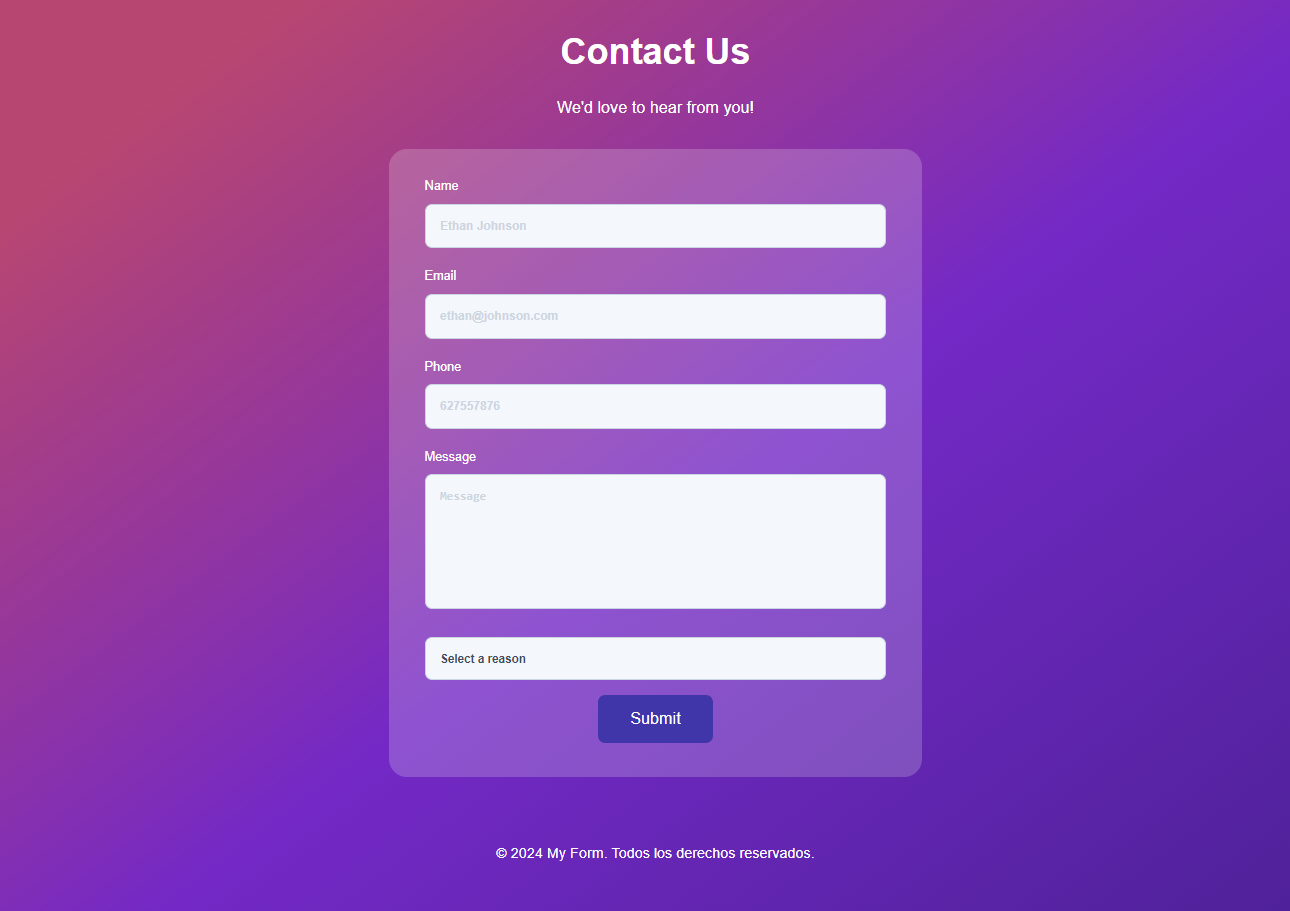 Contact Us
We'd love to hear from you!
Name
Ethan Johnson
Email
ethan@johnson.com
Phone
627557876
Message
Message
Select a reason
Submit
© 2024 My Form. Todos los derechos reservados.